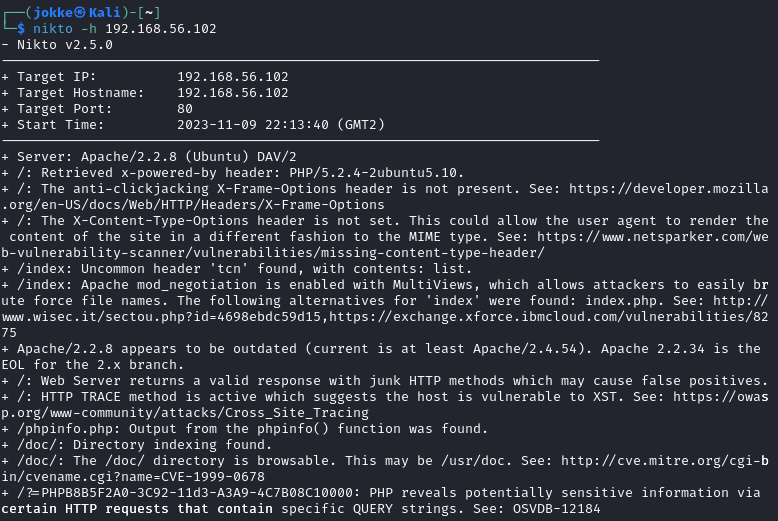 ┌──(jokke㉿Kali)-[~]
└─$ nikto -h 192.168.56.102
- Nikto v2.5.0
+ Target IP:          192.168.56.102
+ Target Hostname:    192.168.56.102
+ Target Port:        80
+ Start Time:         2023-11-09 22:13:40 (GMT2)
+ Server: Apache/2.2.8 (Ubuntu) DAV/2
+ /: Retrieved x-powered-by header: PHP/5.2.4-2ubuntu5.10.
+ /: The anti-clickjacking X-Frame-Options header is not present. See: https://developer.mozilla
.org/en-US/docs/Web/HTTP/Headers/X-Frame-Options
+ /: The X-Content-Type-Options header is not set. This could allow the user agent to render the
 content of the site in a different fashion to the MIME type. See: https://www.netsparker.com/we
b-vulnerability-scanner/vulnerabilities/missing-content-type-header/
+ /index: Uncommon header 'tcn' found, with contents: list.
+ /index: Apache mod_negotiation is enabled with MultiViews, which allows attackers to easily br
ute force file names. The following alternatives for 'index' were found: index.php. See: http://
www.wisec.it/sectou.php?id=4698ebdc59d15,https://exchange.xforce.ibmcloud.com/vulnerabilities/82
75
+ Apache/2.2.8 appears to be outdated (current is at least Apache/2.4.54). Apache 2.2.34 is the
EOL for the 2.x branch.
+ /: Web Server returns a valid response with junk HTTP methods which may cause false positives.
+ /: HTTP TRACE method is active which suggests the host is vulnerable to XST. See: https://owas
p.org/www-community/attacks/Cross_Site_Tracing
+ /phpinfo.php: Output from the phpinfo() function was found.
+ /doc/: Directory indexing found.
+ /doc/: The /doc/ directory is browsable. This may be /usr/doc. See: http://cve.mitre.org/cgi-b
in/cvename.cgi?name=CVE-1999-0678
+ /?=PHPB8B5F2A0-3C92-11d3-A3A9-4C7B08C10000: PHP reveals potentially sensitive information via
certain HTTP requests that contain specific QUERY strings. See: OSVDB-12184